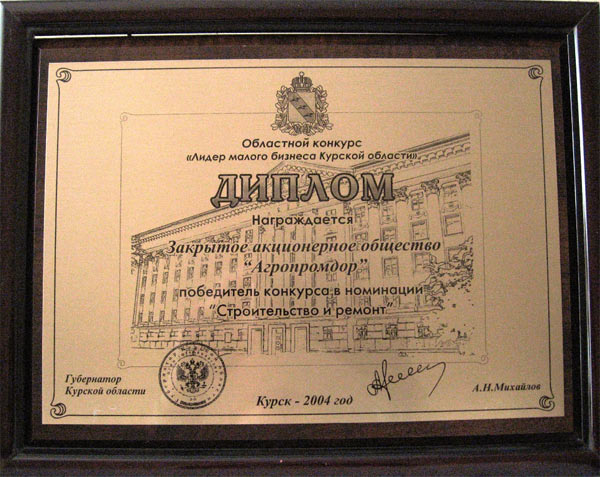 Областной конкурс
«Лидер малого бизнеса Курской области»
ДИПЛОМ
Награждается
Закрытое акционерное общество
"Агропромдор"
победитель конкурса в номинации
"Строительство и ремонт"
Губернатор
Курской области
А.Н.Михайлов
Курск - 2004 год